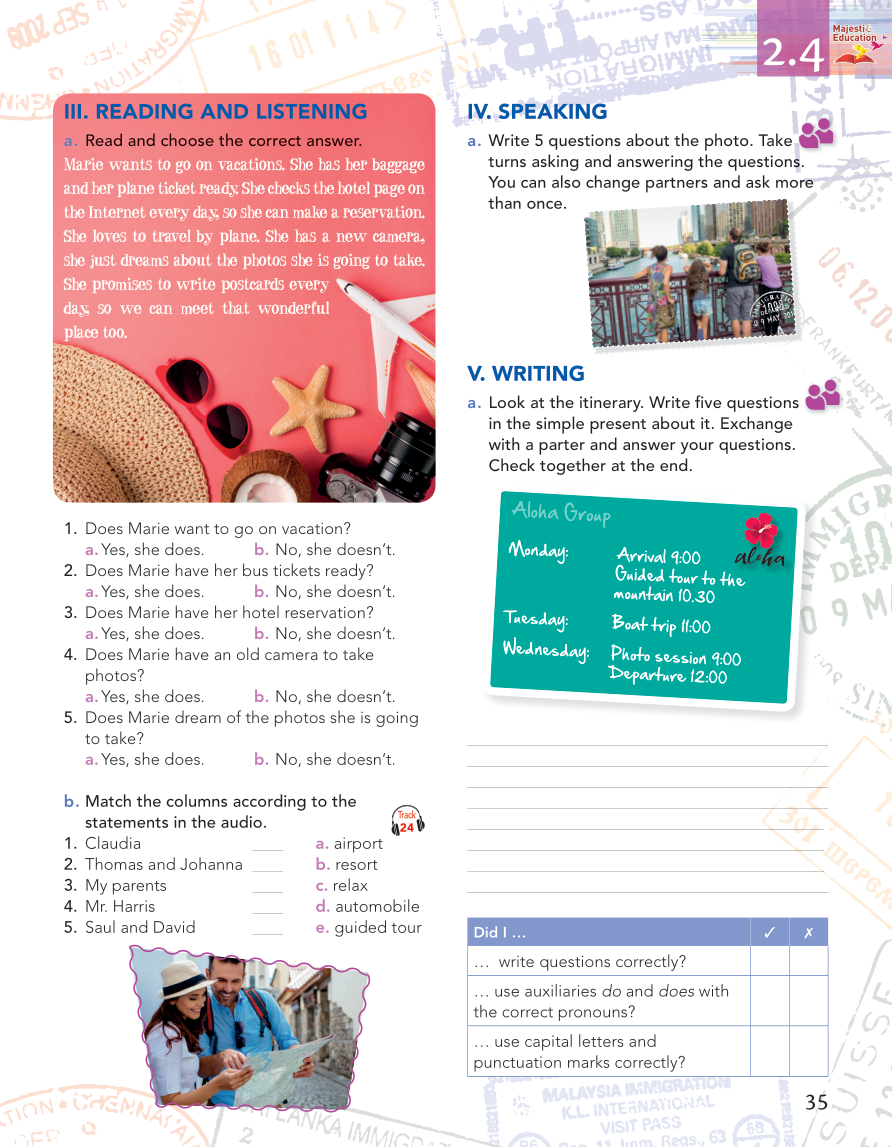 2.4
Majestic
Education
III. READING AND LISTENING
a. Read and choose the correct answer.
Marie wants to go on vacations. She has her baggage
and her plane ticket ready. She checks the hotel page on
the Internet every day, so she can make a reservation.
She loves to travel by plane. She has a new camera,
she just dreams about the photos she is going to take.
She promises to write postcards every
day, so we can meet that wonderful
place too.
1. Does Marie want to go on vacation?
a. Yes, she does. b. No, she doesn't.
2. Does Marie have her bus tickets ready?
a. Yes, she does. b. No, she doesn't.
3. Does Marie have her hotel reservation?
a. Yes, she does. b. No, she doesn't.
4. Does Marie have an old camera to take
photos?
a. Yes, she does. b. No, she doesn't.
5. Does Marie dream of the photos she is going
to take?
a. Yes, she does. b. No, she doesn't.
b. Match the columns according to the
statements in the audio.
Track
24
1. Claudia ____ a. airport
2. Thomas and Johanna ____ b. resort
3. My parents ____ c. relax
4. Mr. Harris ____ d. automobile
5. Saul and David ____ e. guided tour
IV. SPEAKING
a. Write 5 questions about the photo. Take
turns asking and answering the questions.
You can also change partners and ask more
than once.
V. WRITING
a. Look at the itinerary. Write five questions
in the simple present about it. Exchange
with a parter and answer your questions.
Check together at the end.
Aloha Group
aloha
Monday: Arrival 9:00
Guided tour to the
mountain 10.30
Tuesday: Boat trip 11:00
Wednesday: Photo session 9:00
Departure 12:00
Did I … ✓ ✗
… write questions correctly?
… use auxiliaries do and does with
the correct pronouns?
… use capital letters and
punctuation marks correctly?
MALAYSIA IMMIGRATION
K.L. INTERNATIONAL
VISIT PASS
35